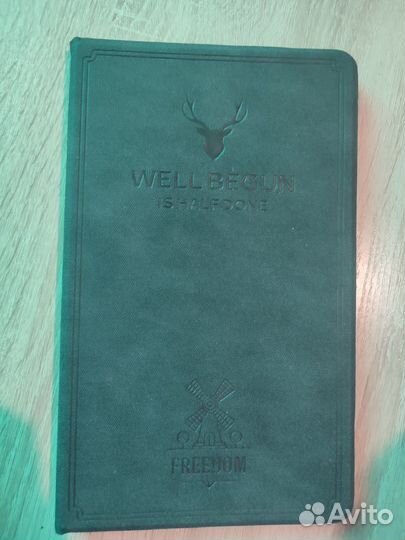 WELL BEGUN
IS HALF DONE
FREEDOM
Avito